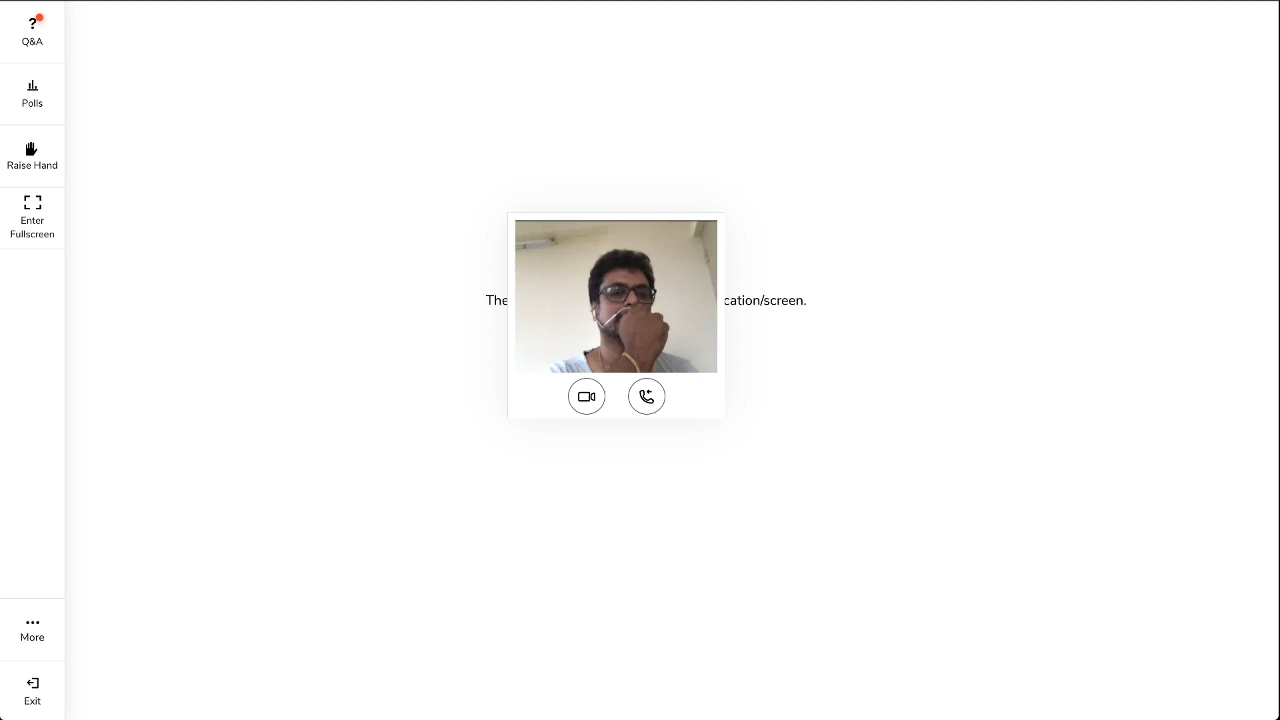 ?
Q&A
Polls
Raise Hand
Enter
Fullscreen
The cation/screen.
More
Exit